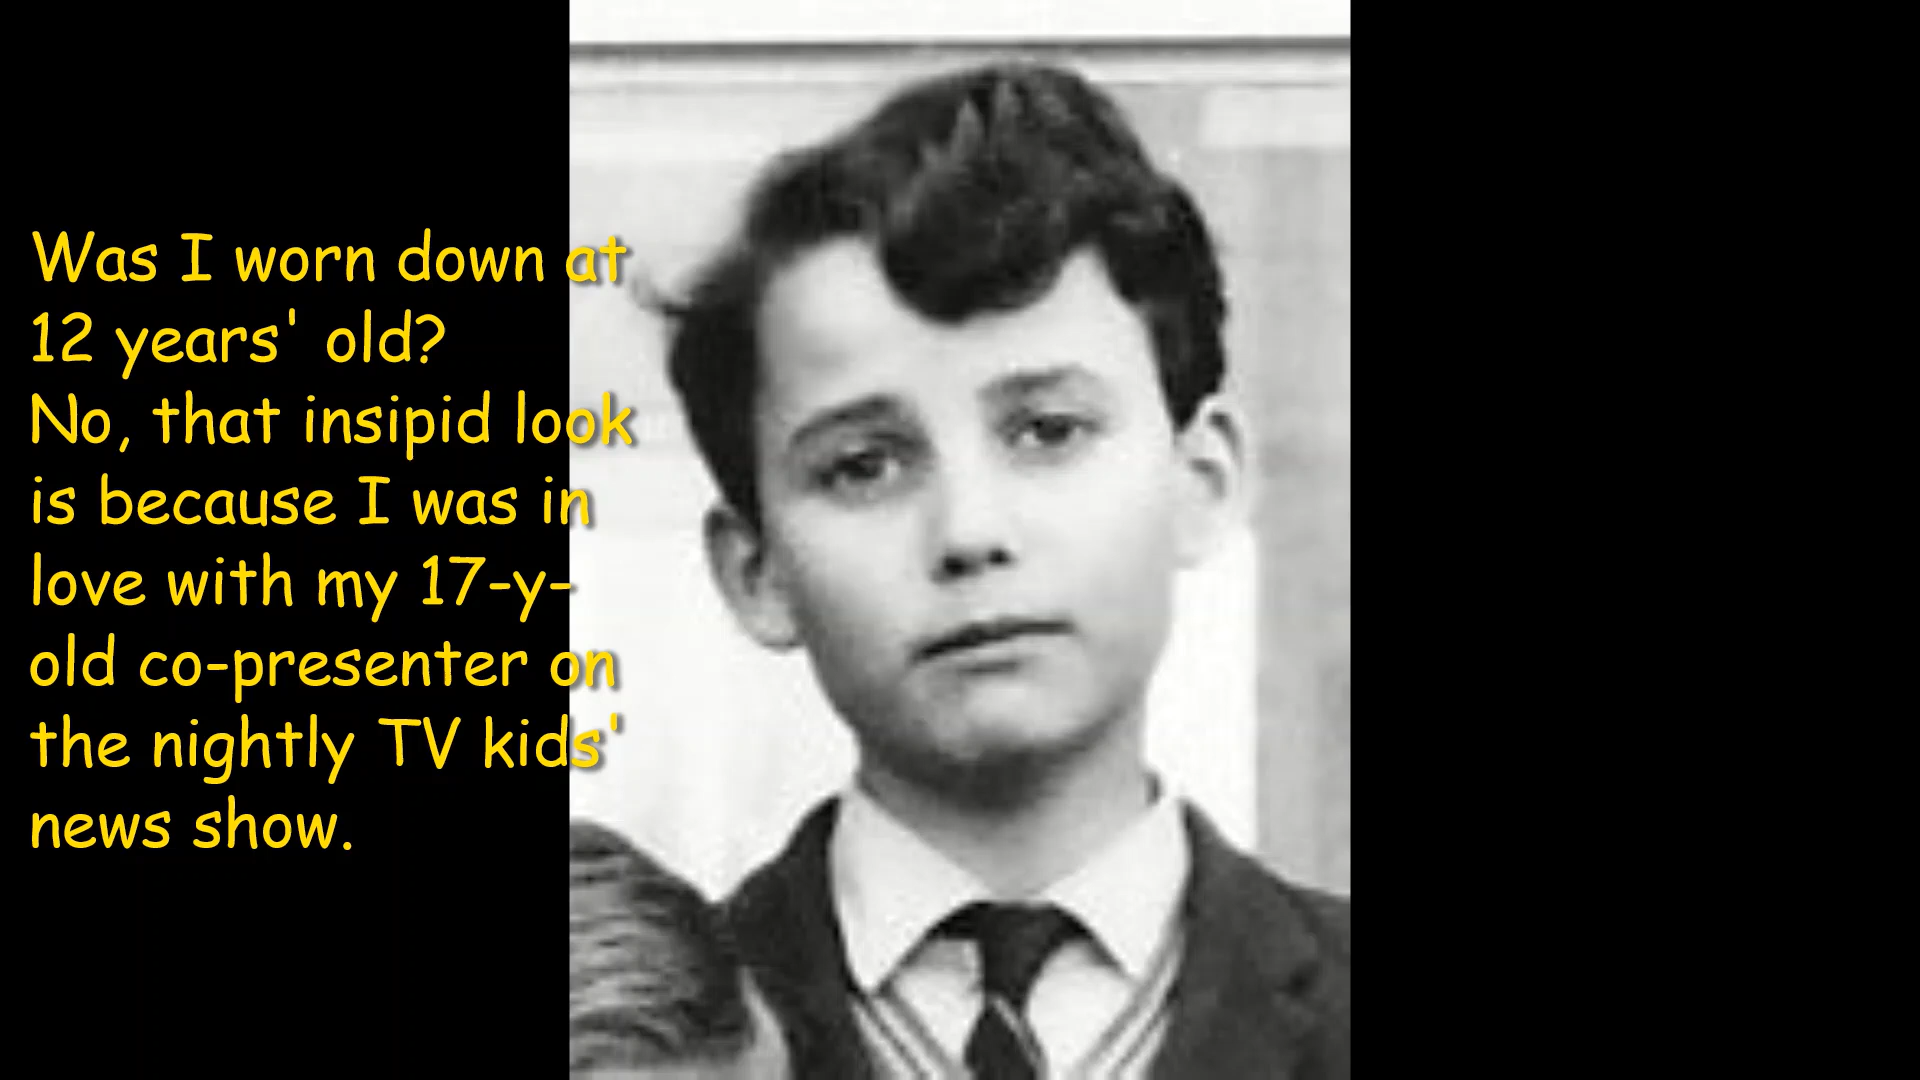 Was I worn down at
12 years' old?
No, that insipid look
is because I was in
love with my 17-y-
old co-presenter on
the nightly TV kids'
news show.